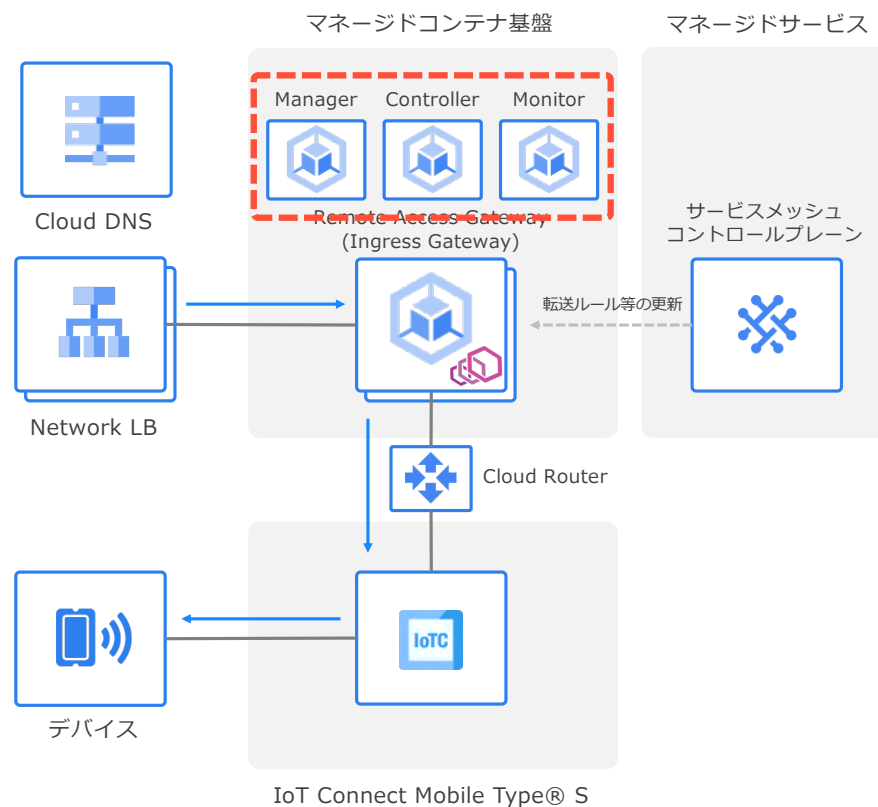 マネージドコンテナ基盤
マネージドサービス
Manager
Controller
Monitor
Cloud DNS
Remote Access Gateway
(Ingress Gateway)
サービスメッシュ
コントロールプレーン
転送ルール等の更新
Network LB
Cloud Router
IoTC
デバイス
IoT Connect Mobile Type® S